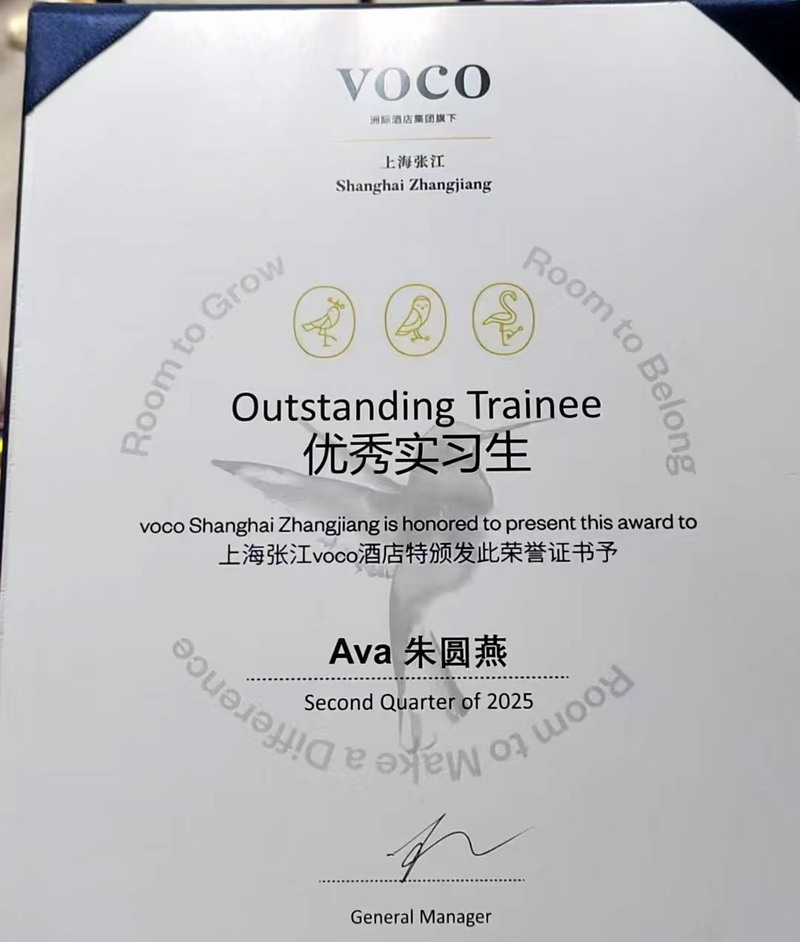 voco
洲际酒店集团旗下
上海张江
Shanghai Zhangjiang
Room to Grow
Room to Belong
Outstanding Trainee
优秀实习生
voco Shanghai Zhangjiang is honored to present this award to
上海张江voco酒店特颁发此荣誉证书予
Ava 朱圆燕
Second Quarter of 2025
Room to Make a Difference
General Manager